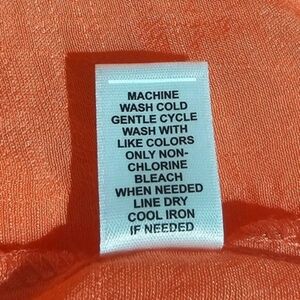 MACHINE
WASH COLD
GENTLE CYCLE
WASH WITH
LIKE COLORS
ONLY NON-
CHLORINE
BLEACH
WHEN NEEDED
LINE DRY
COOL IRON
IF NEEDED